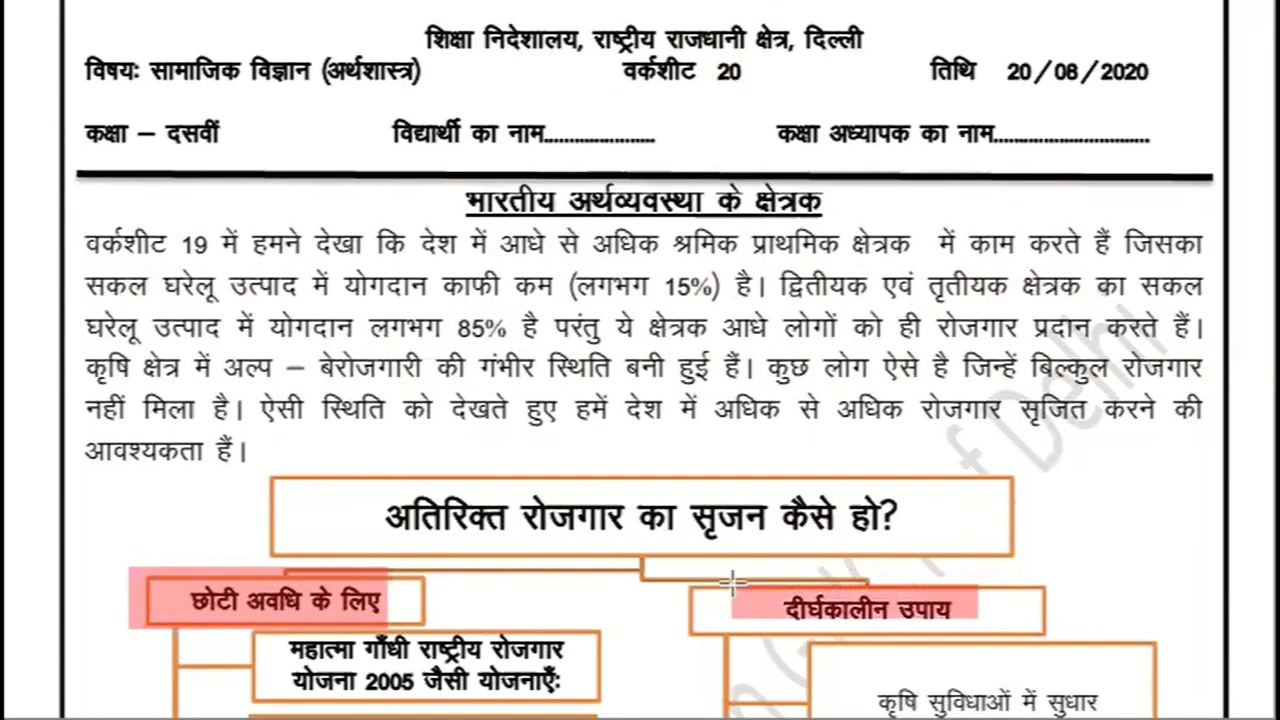 शिक्षा निदेशालय, राष्ट्रीय राजधानी क्षेत्र, दिल्ली
विषयः सामाजिक विज्ञान (अर्थशास्त्र) वर्कशीट 20 तिथि 20/08/2020
कक्षा – दसवीं विद्यार्थी का नाम...................... कक्षा अध्यापक का नाम...............................
भारतीय अर्थव्यवस्था के क्षेत्रक
वर्कशीट 19 में हमने देखा कि देश में आधे से अधिक श्रमिक प्राथमिक क्षेत्रक में काम करते हैं जिसका
सकल घरेलू उत्पाद में योगदान काफी कम (लगभग 15%) है। द्वितीयक एवं तृतीयक क्षेत्रक का सकल
घरेलू उत्पाद में योगदान लगभग 85% है परंतु ये क्षेत्रक आधे लोगों को ही रोजगार प्रदान करते हैं।
कृषि क्षेत्र में अल्प – बेरोजगारी की गंभीर स्थिति बनी हुई हैं। कुछ लोग ऐसे है जिन्हें बिल्कुल रोजगार
नहीं मिला है। ऐसी स्थिति को देखते हुए हमें देश में अधिक से अधिक रोजगार सृजित करने की
आवश्यकता हैं।
अतिरिक्त रोजगार का सृजन कैसे हो?
छोटी अवधि के लिए
दीर्घकालीन उपाय
महात्मा गाँधी राष्ट्रीय रोजगार
योजना 2005 जैसी योजनाएँः
कृषि सुविधाओं में सुधार
of Delhi